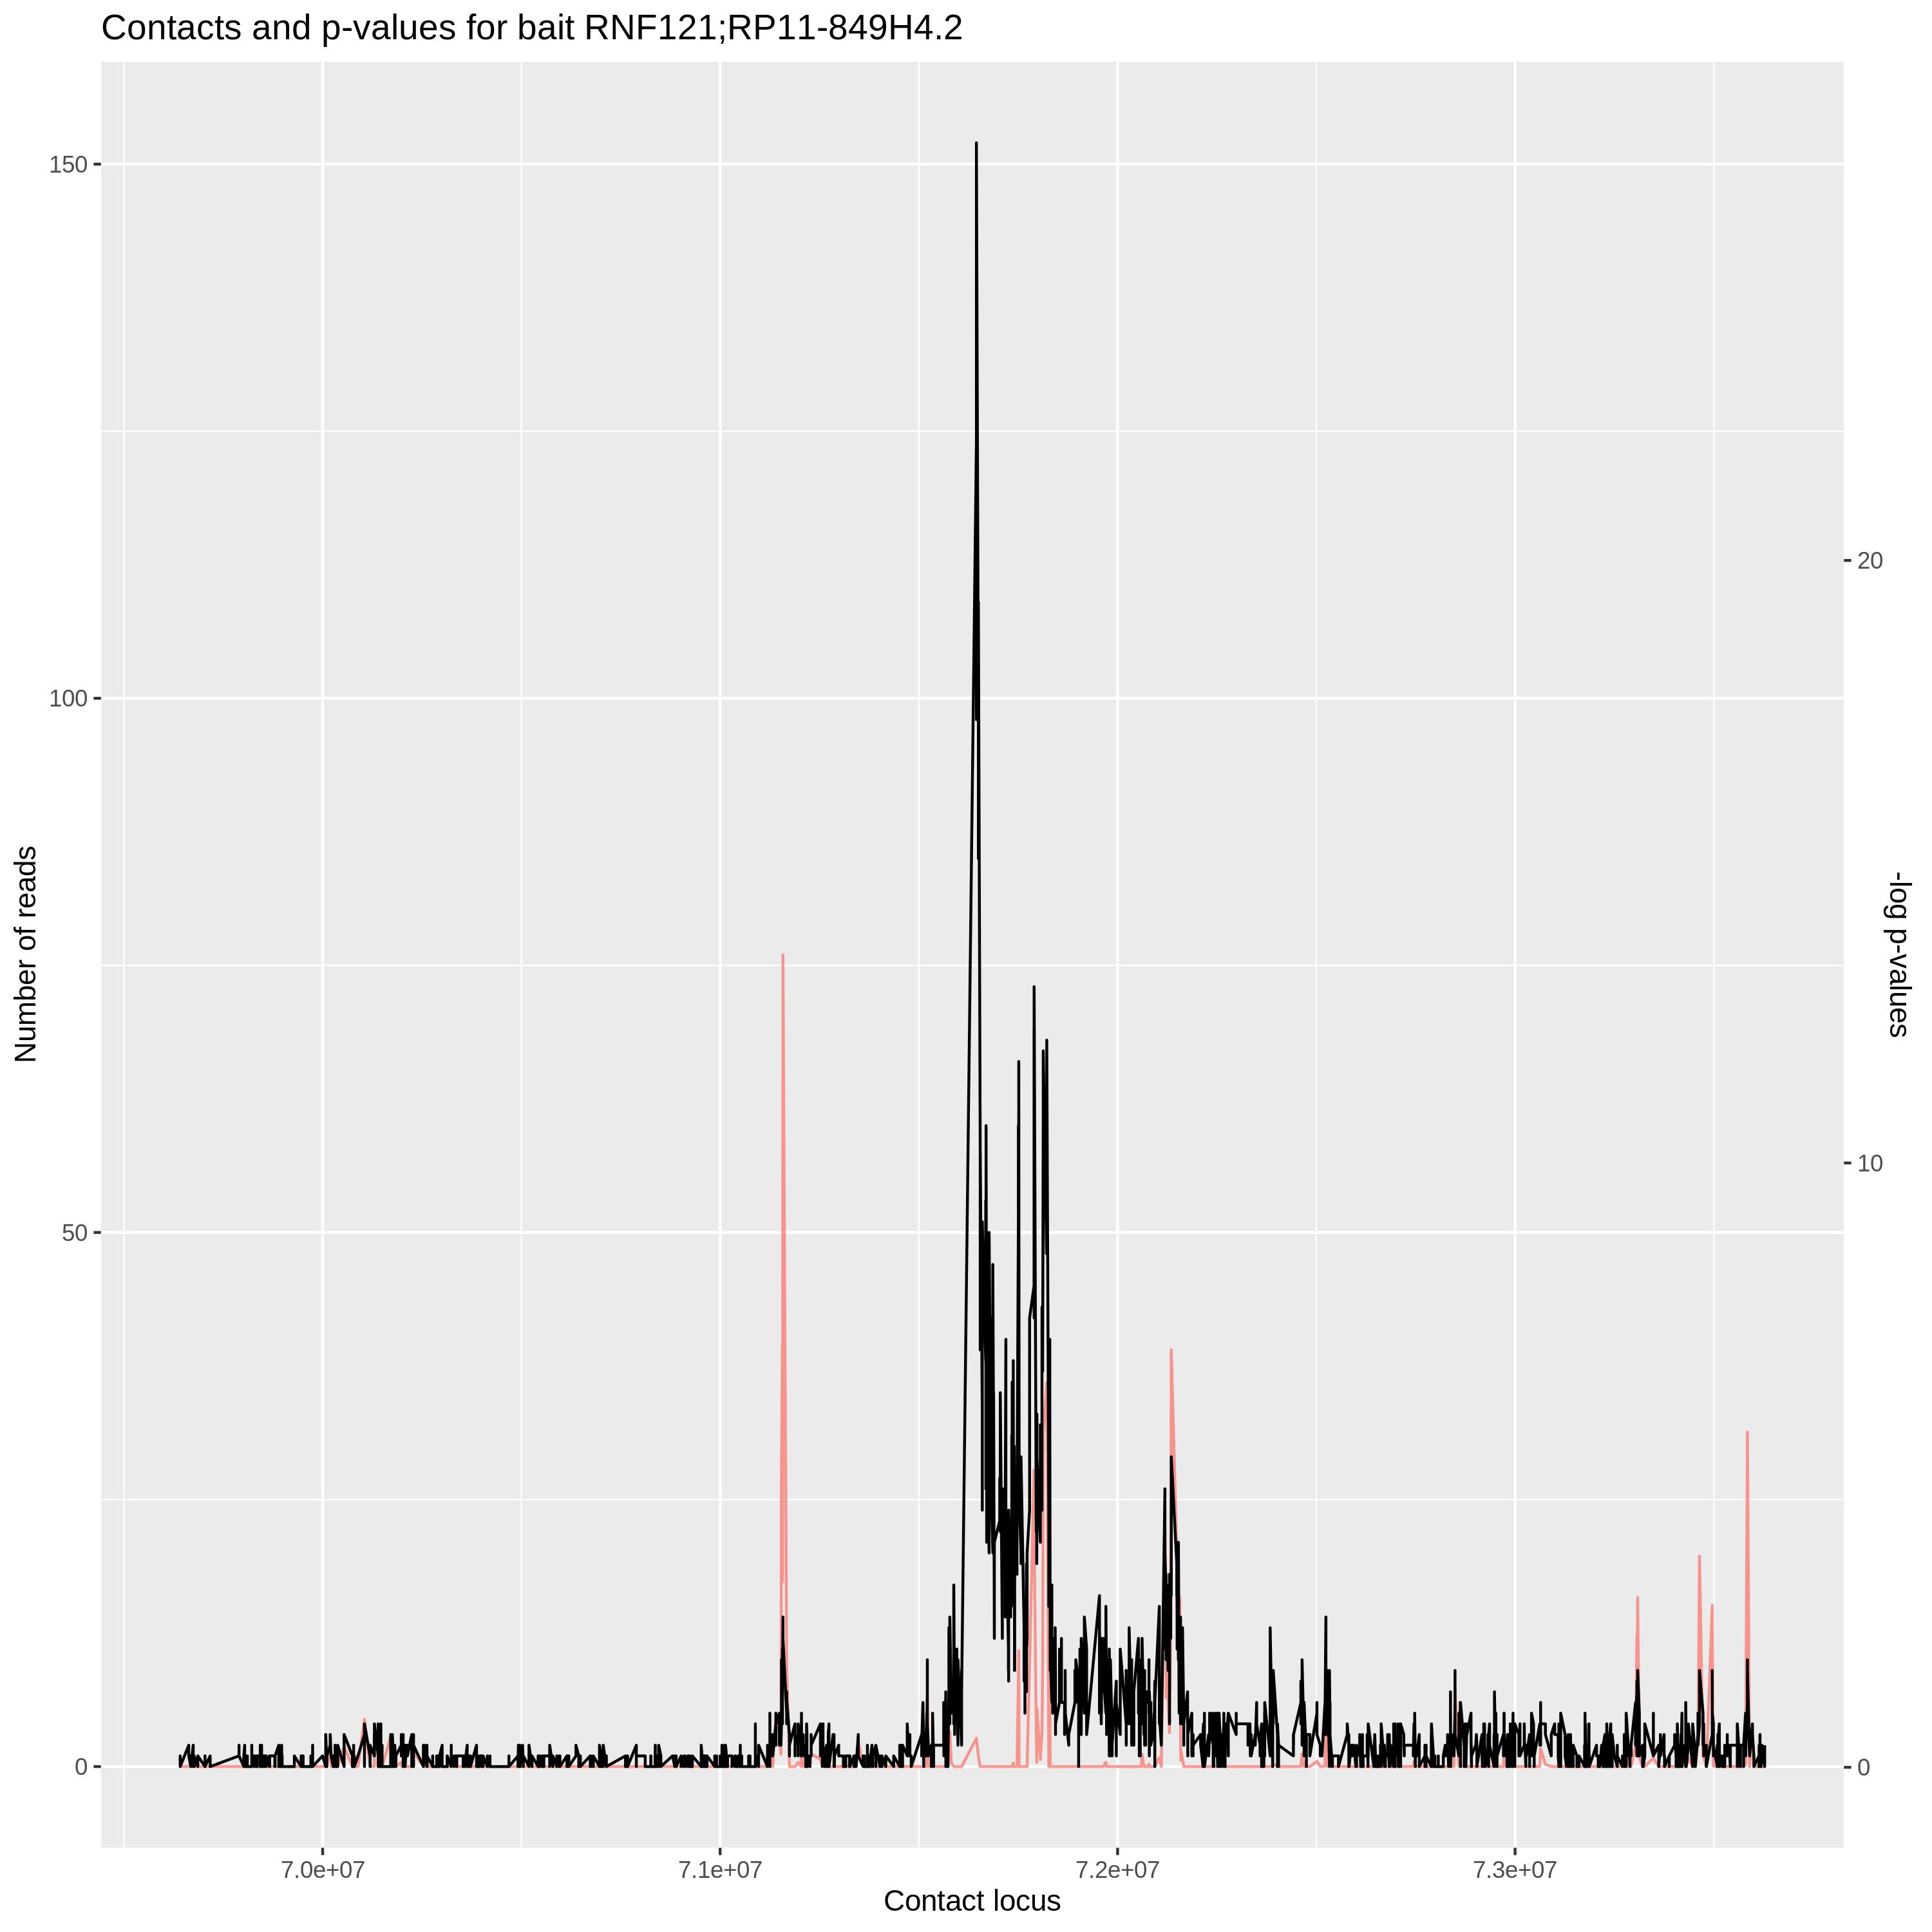 Contacts and p-values for bait RNF121;RP11-849H4.2
150
100
50
0
Number of reads
20
10
0
-log p-values
7.0e+07
7.1e+07
7.2e+07
7.3e+07
Contact locus